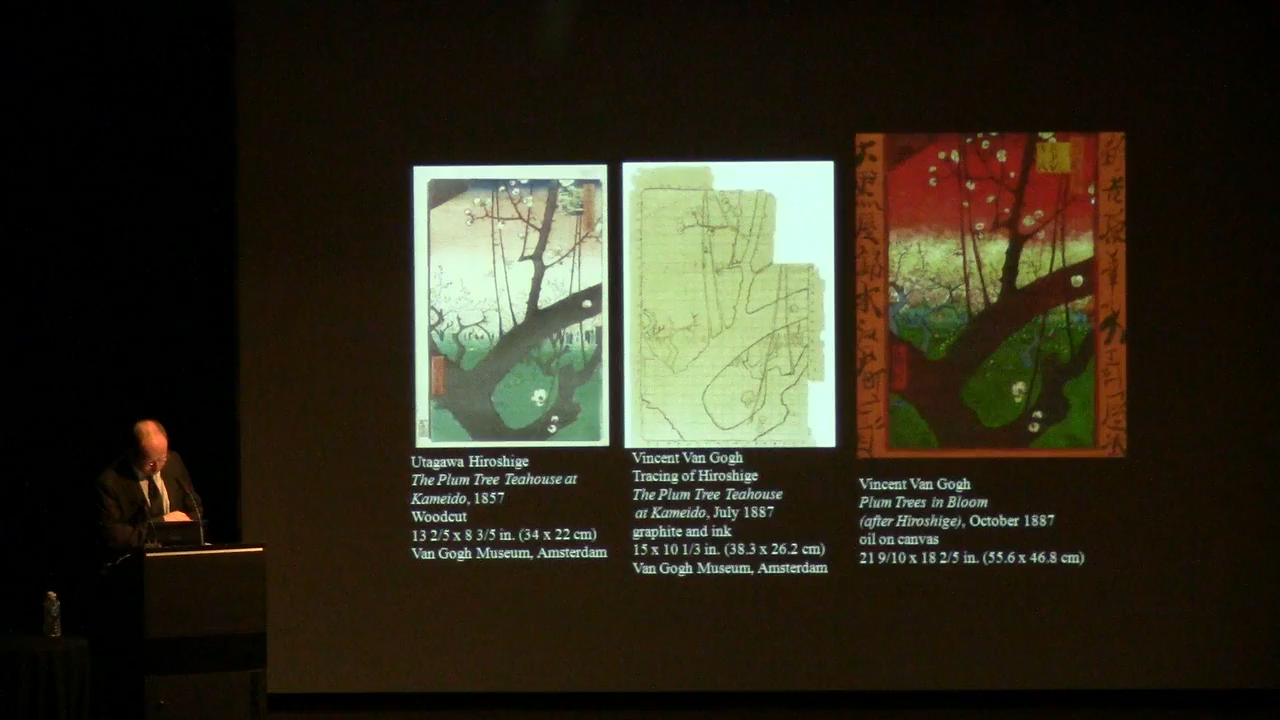 Utagawa Hiroshige
The Plum Tree Teahouse at
Kameido, 1857
Woodcut
13 2/5 x 8 3/5 in. (34 x 22 cm)
Van Gogh Museum, Amsterdam
Vincent Van Gogh
Tracing of Hiroshige
The Plum Tree Teahouse
at Kameido, July 1887
graphite and ink
15 x 10 1/3 in. (38.3 x 26.2 cm)
Van Gogh Museum, Amsterdam
Vincent Van Gogh
Plum Trees in Bloom
(after Hiroshige), October 1887
oil on canvas
21 9/10 x 18 2/5 in. (55.6 x 46.8 cm)